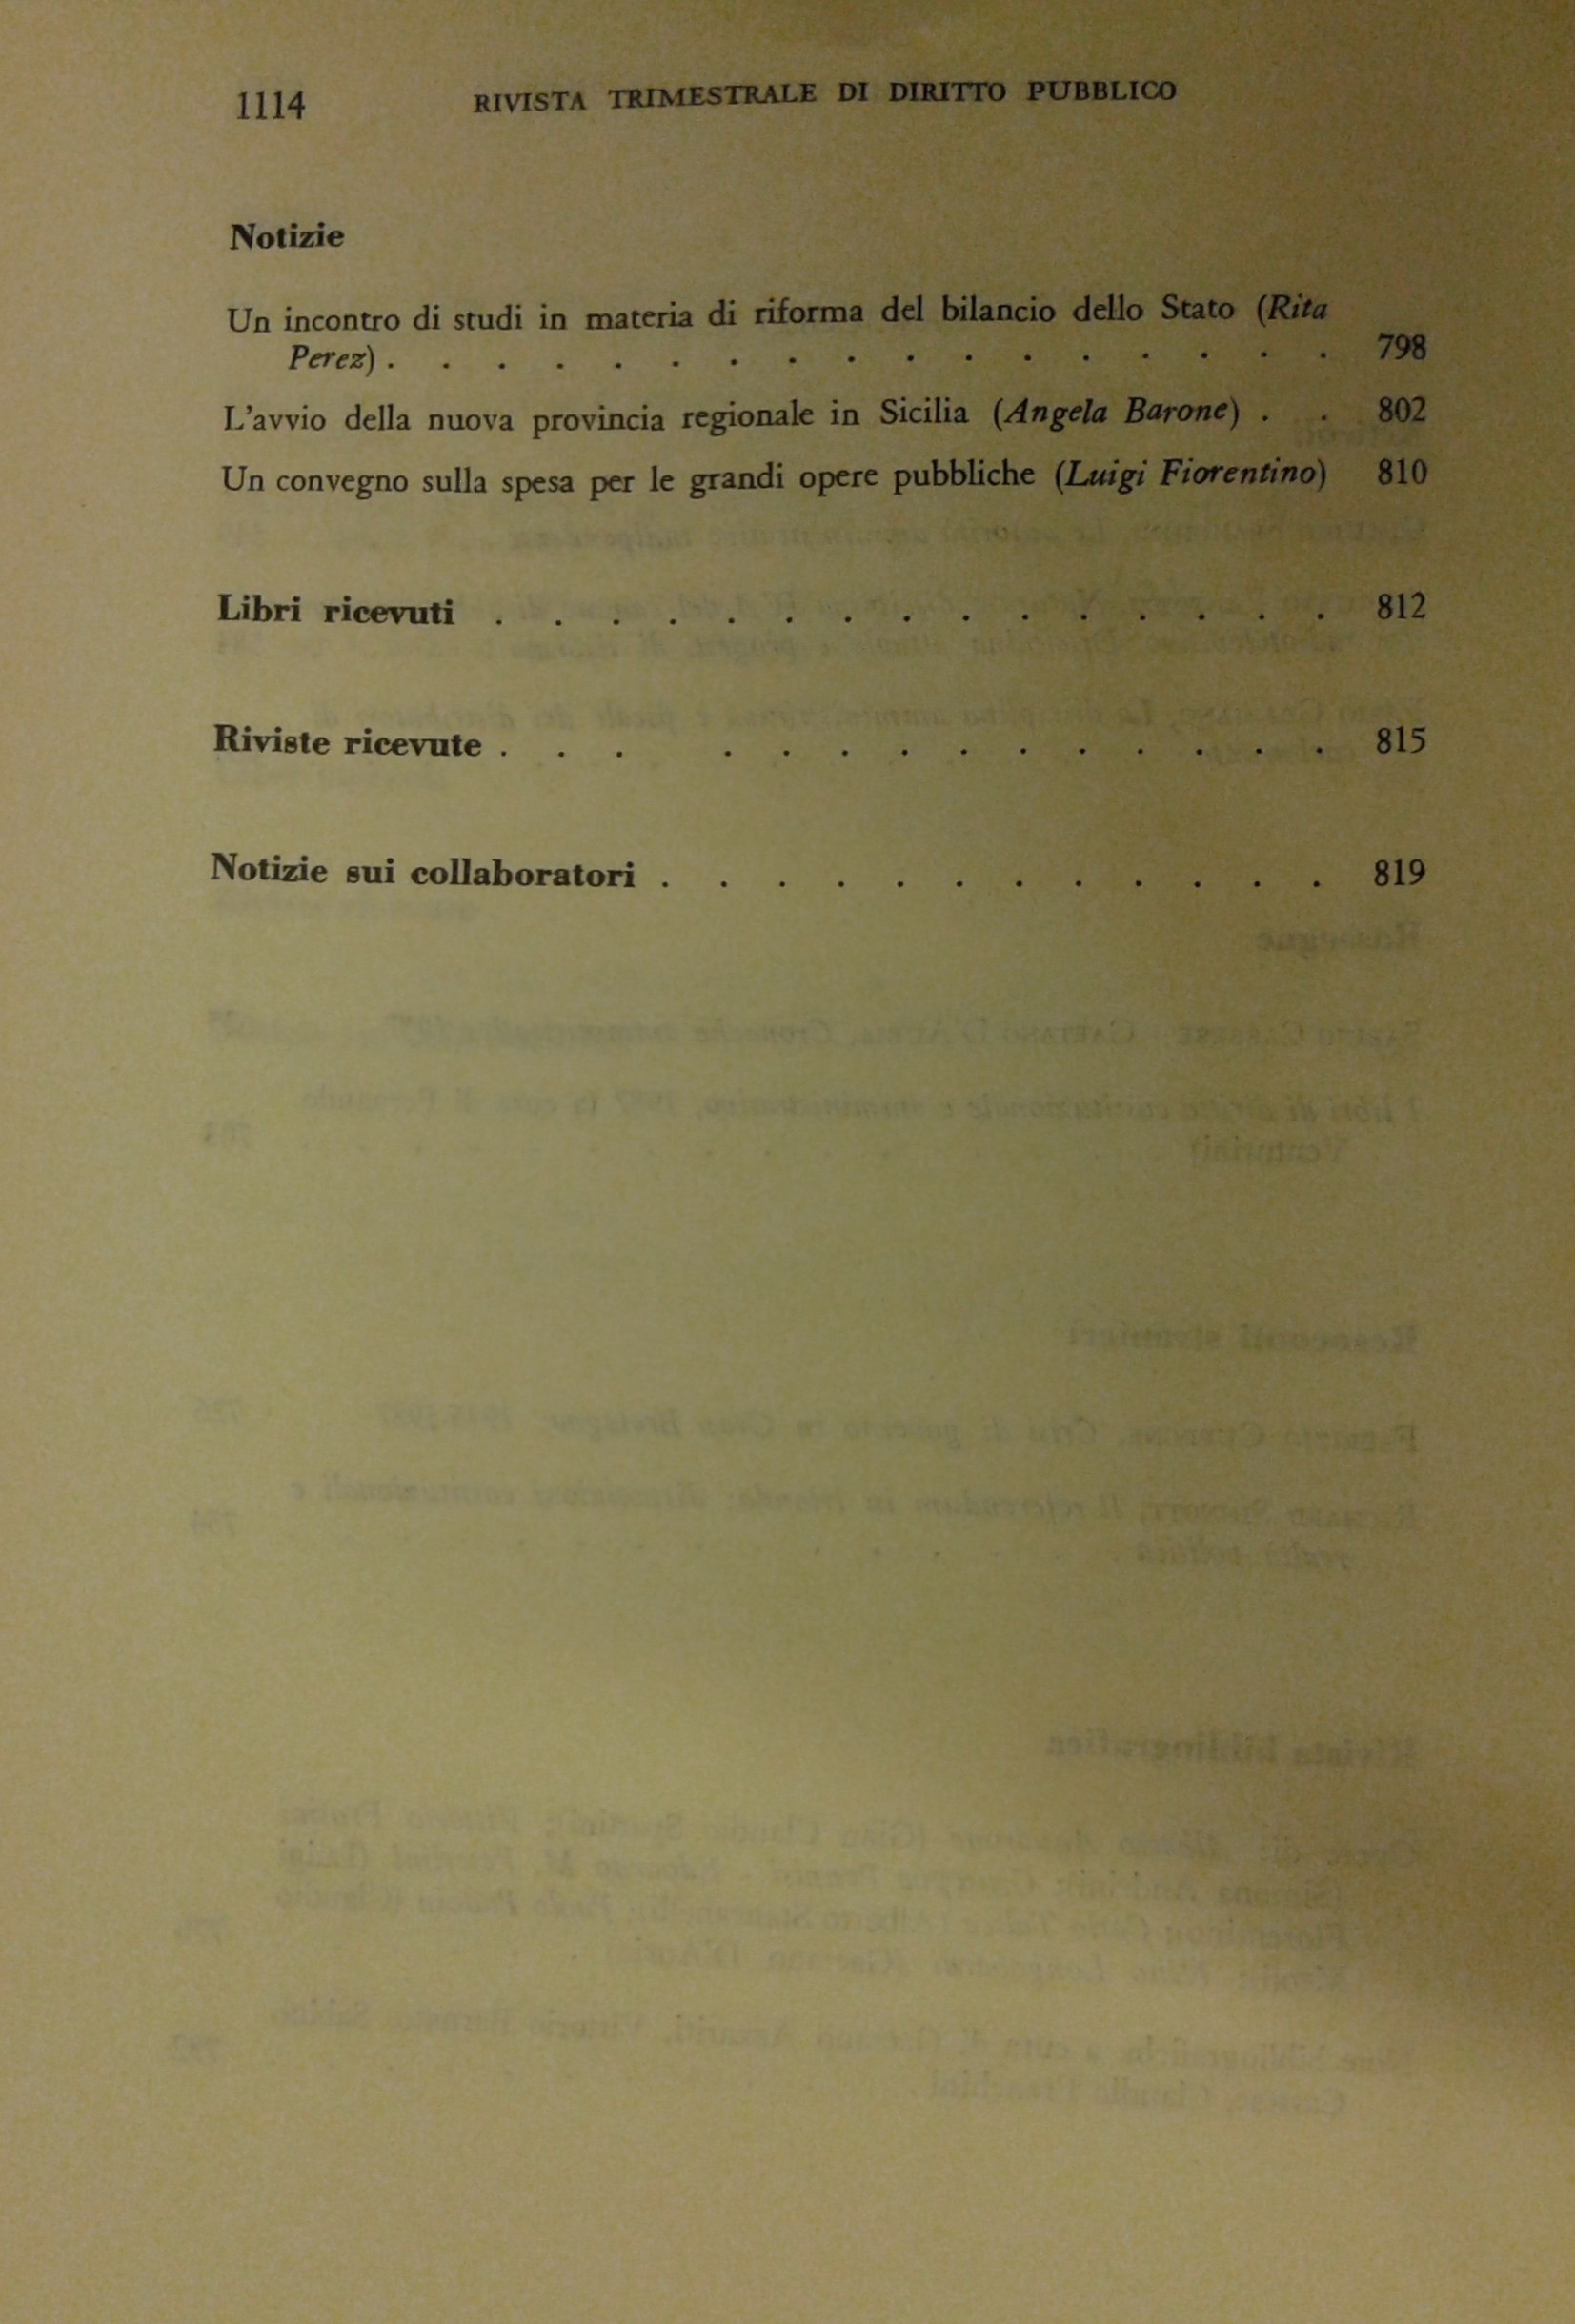 1114 RIVISTA TRIMESTRALE DI DIRITTO PUBBLICO
Notizie
Un incontro di studi in materia di riforma del bilancio dello Stato (Rita
Perez) . . . . . . . . . . . . . . . . . 798
L'avvio della nuova provincia regionale in Sicilia (Angela Barone) . . 802
Un convegno sulla spesa per le grandi opere pubbliche (Luigi Fiorentino) 810
Libri ricevuti . . . . . . . . . . . . . . . 812
Riviste ricevute . . . . . . . . . . . . . . 815
Notizie sui collaboratori . . . . . . . . . . . . 819